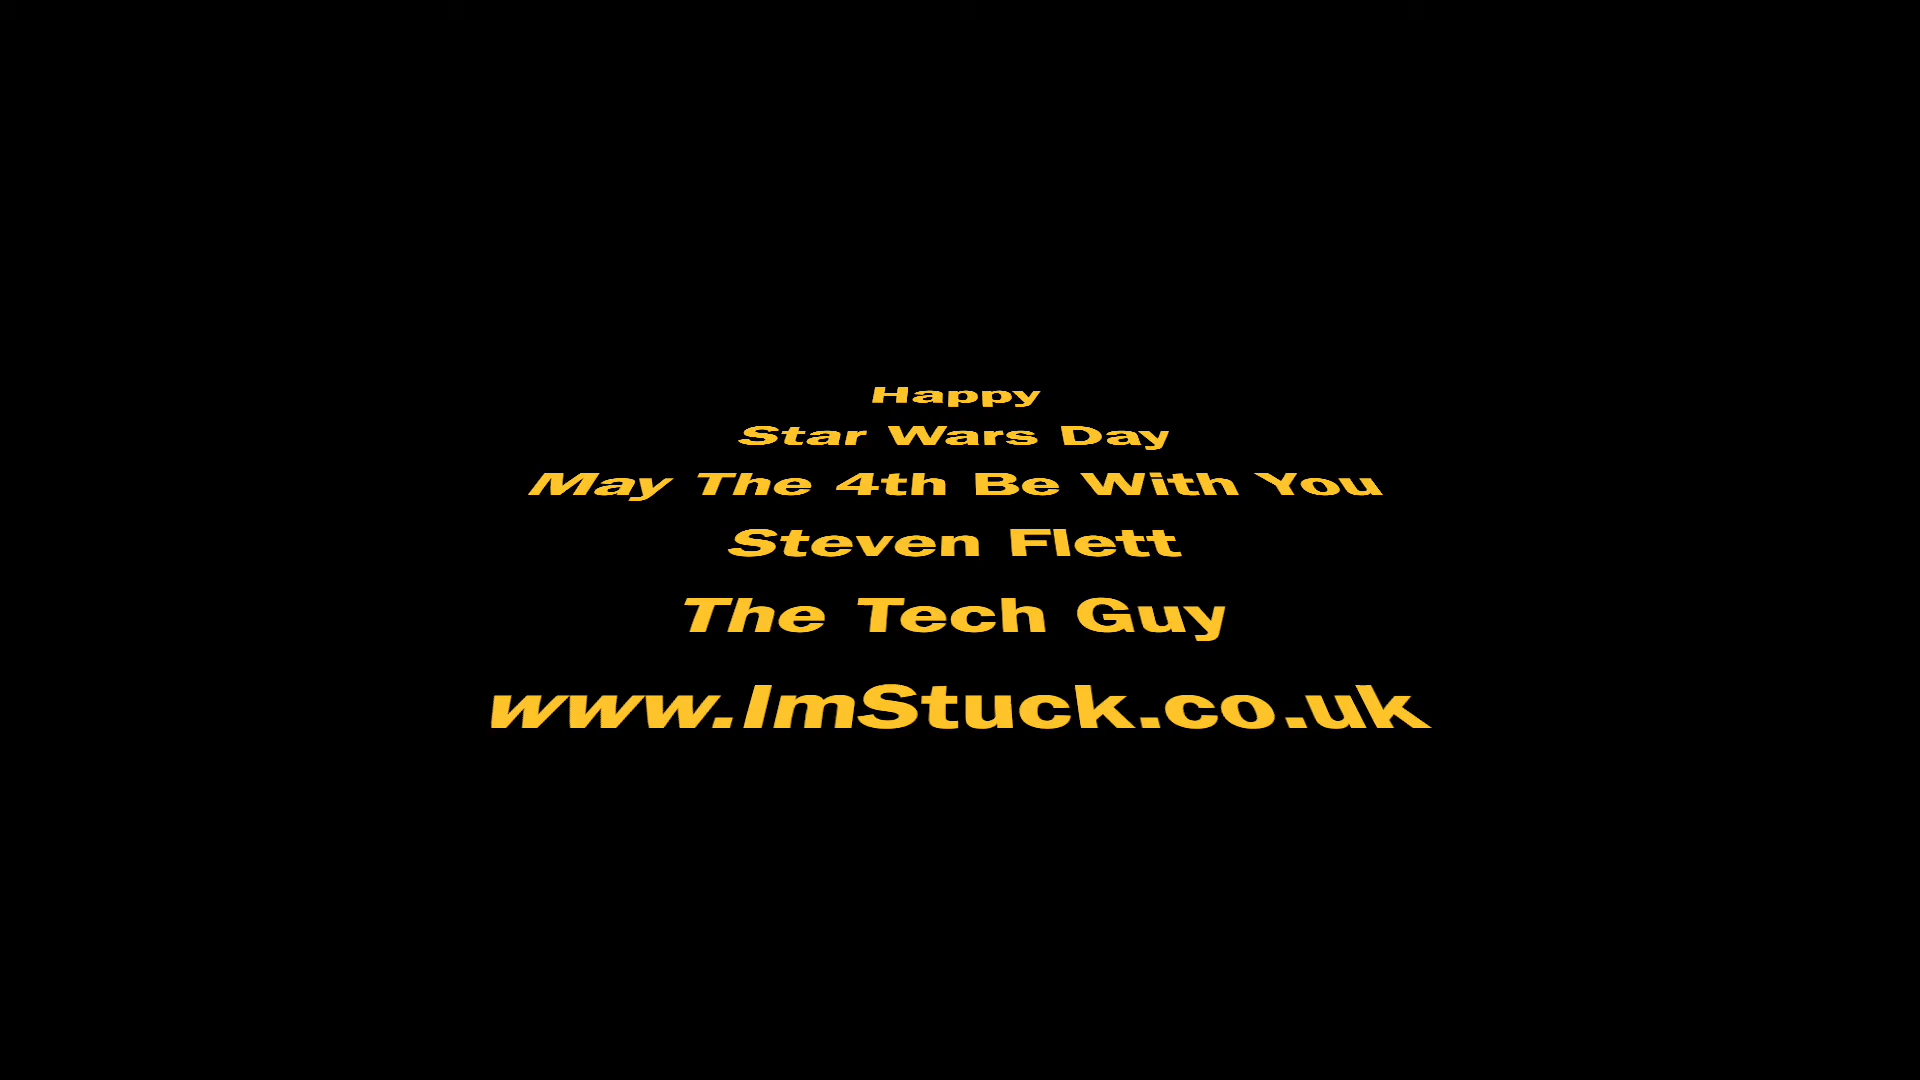 Happy
Star Wars Day
May The 4th Be With You
Steven Flett
The Tech Guy
www.ImStuck.co.uk